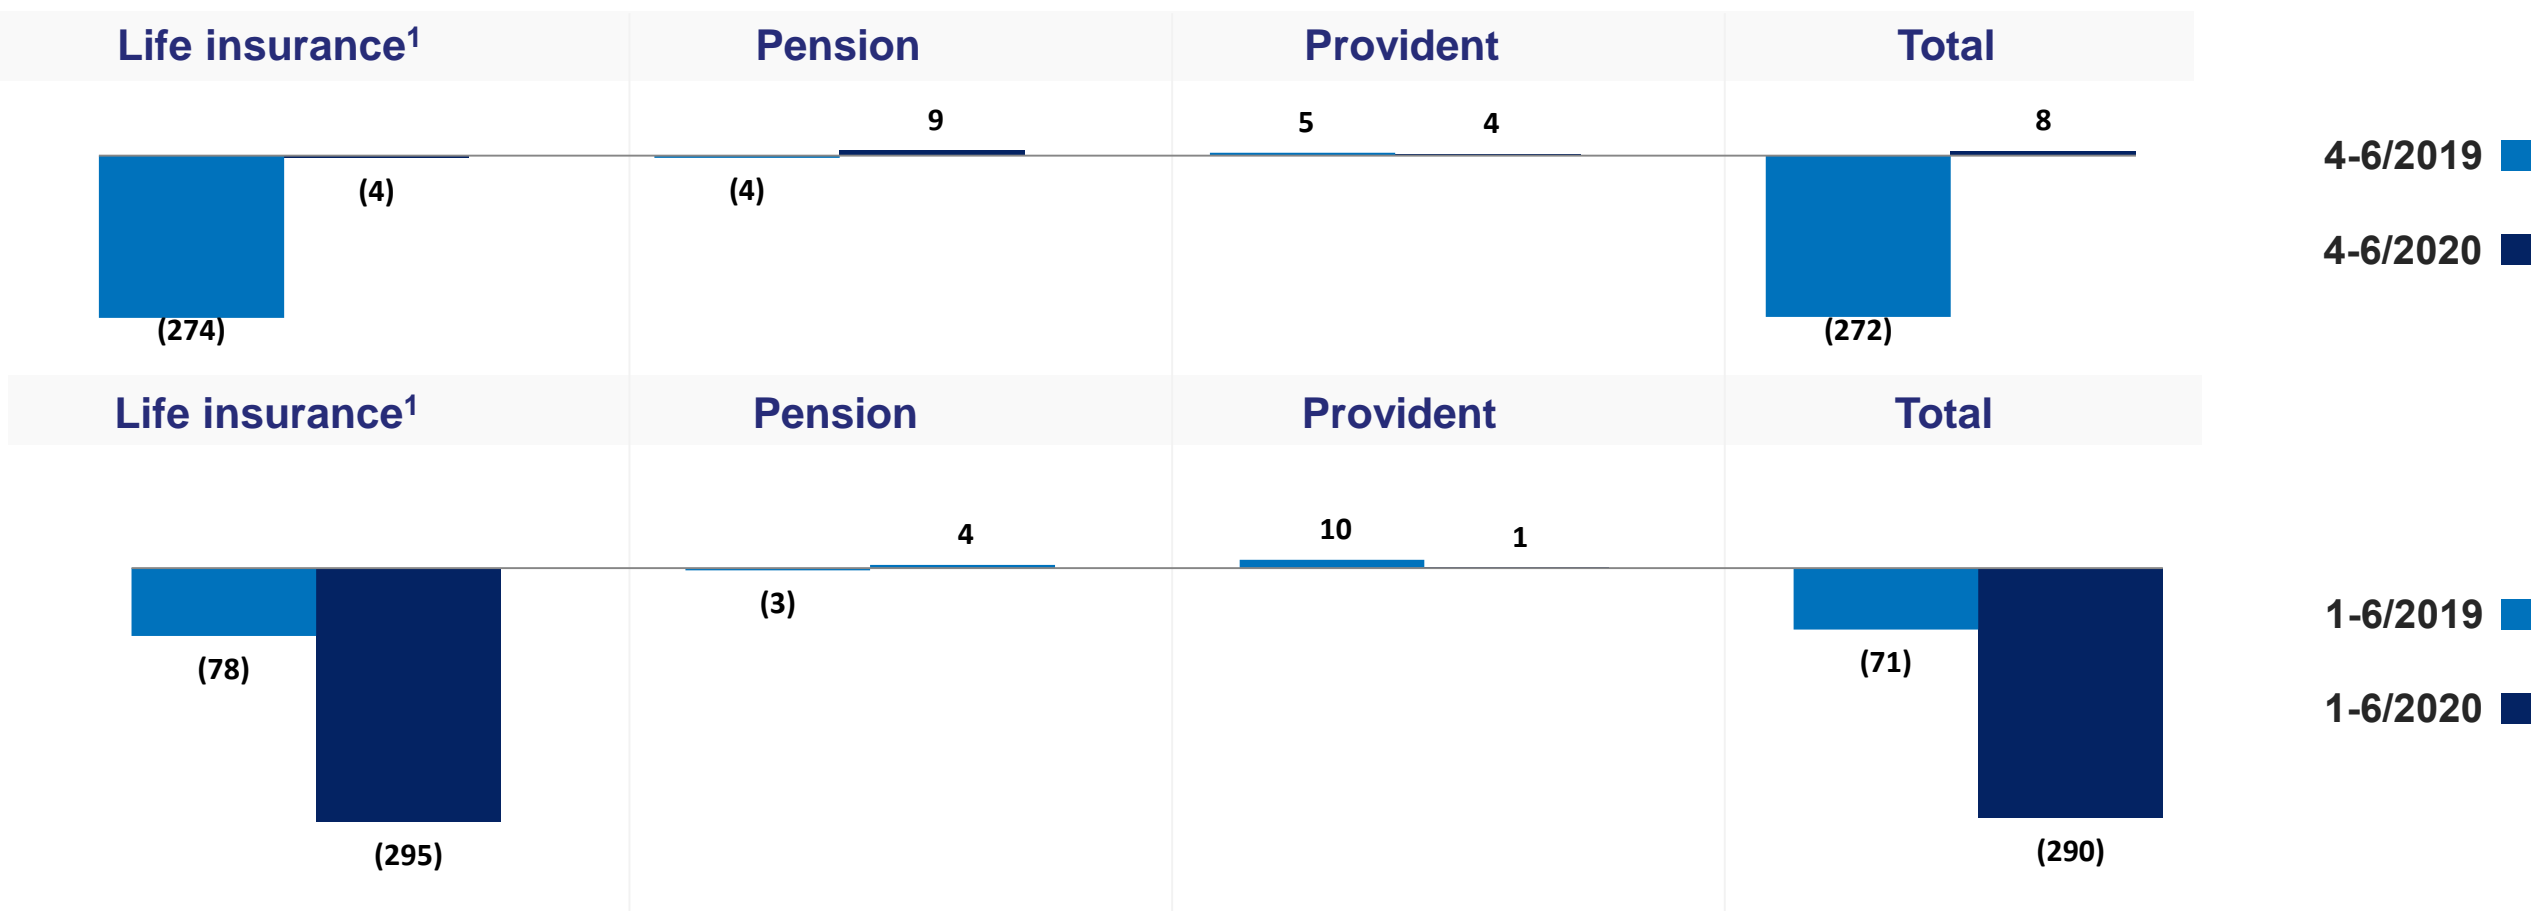 Life insurance¹ Pension Provident Total
9 5 4 8
(4) (4)
(274) (272)
4-6/2019
4-6/2020
Life insurance¹ Pension Provident Total
4 10 1
(3)
(78) (71)
(295) (290)
1-6/2019
1-6/2020